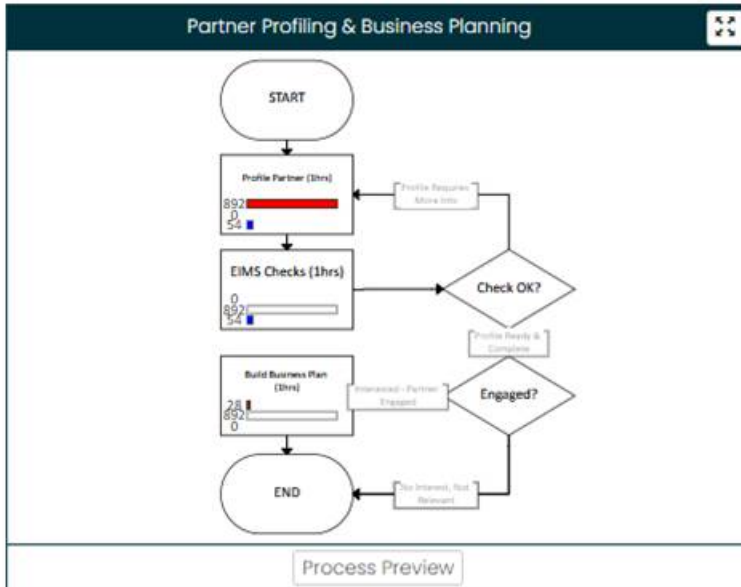 Partner Profiling & Business Planning
START
Profile Partner (1hrs)
892
0
54
Profile Requires
More Info
EIMS Checks (1hrs)
0
892
54
Check OK?
Profile Ready &
Complete
Build Business Plan
(1hrs)
28
892
0
Interested - Partner
Engaged
Engaged?
END
No Interest, Not
Relevant
Process Preview